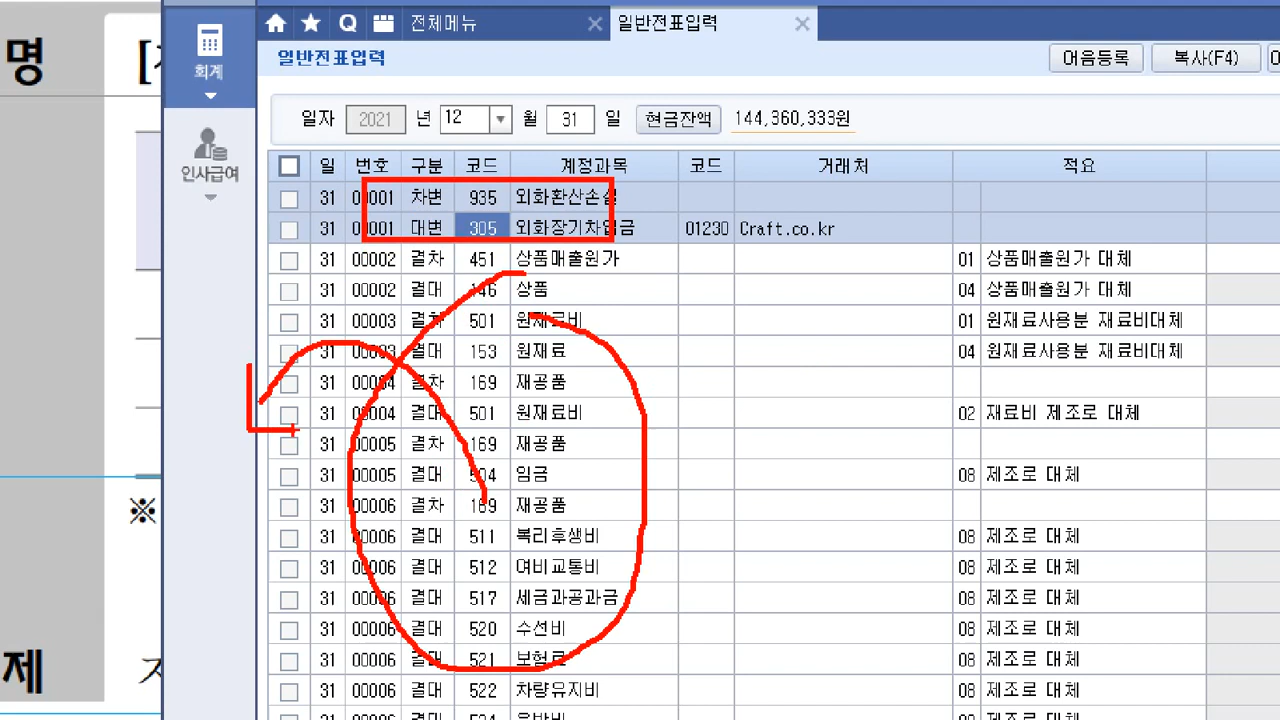 명
제
※
회계
인사급여
전체메뉴
일반전표입력
일반전표입력
어음등록 복사(F4)
일자 2021 년 12 월 31 일 현금잔액 144,360,333원
일 번호 구분 코드 계정과목 코드 거래처 적요
31 00001 차변 935 외화환산손실
31 00001 대변 305 외화장기차입금 01230 Craft.co.kr
31 00002 결차 451 상품매출원가 01 상품매출원가 대체
31 00002 결대 146 상품 04 상품매출원가 대체
31 00003 결차 501 원재료비 01 원재료사용분 재료비대체
31 00003 결대 153 원재료 04 원재료사용분 재료비대체
31 00004 결차 169 재공품
31 00004 결대 501 원재료비 02 재료비 제조로 대체
31 00005 결차 169 재공품
31 00005 결대 504 임금 08 제조로 대체
31 00006 결차 169 재공품
31 00006 결대 511 복리후생비 08 제조로 대체
31 00006 결대 512 여비교통비 08 제조로 대체
31 00006 결대 517 세금과공과금 08 제조로 대체
31 00006 결대 520 수선비 08 제조로 대체
31 00006 결대 521 보험료 08 제조로 대체
31 00006 결대 522 차량유지비 08 제조로 대체